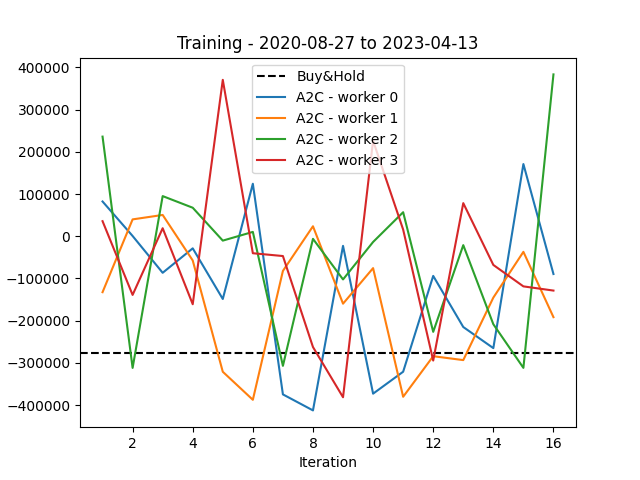 Training - 2020-08-27 to 2023-04-13
400000
300000
200000
100000
0
−100000
−200000
−300000
−400000
Buy&Hold
A2C - worker 0
A2C - worker 1
A2C - worker 2
A2C - worker 3
2 4 6 8 10 12 14 16
Iteration